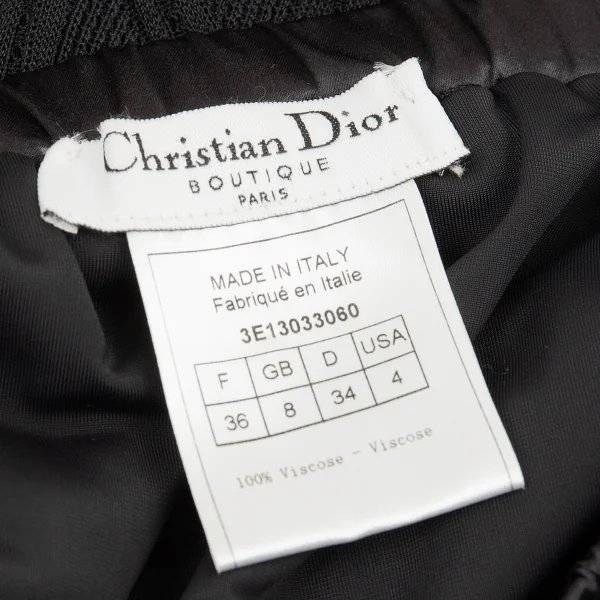 Christian Dior
BOUTIQUE
PARIS
MADE IN ITALY
Fabriqué en Italie
3E13033060
F GB D USA
36 8 34 4
100% Viscose - Viscose